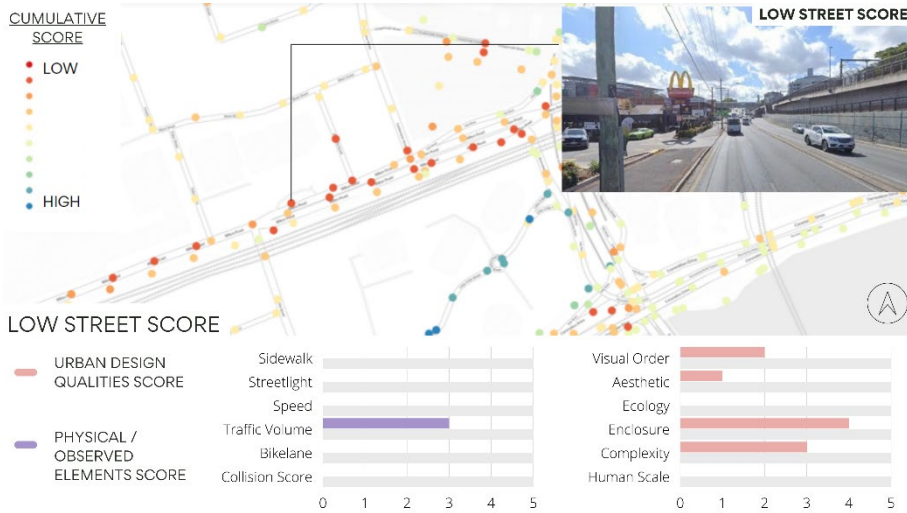 CUMULATIVE
SCORE
LOW
HIGH
LOW STREET SCORE
LOW STREET SCORE
URBAN DESIGN
QUALITIES SCORE
PHYSICAL /
OBSERVED
ELEMENTS SCORE
Sidewalk
Streetlight
Speed
Traffic Volume
Bikelane
Collision Score
0 1 2 3 4 5
Visual Order
Aesthetic
Ecology
Enclosure
Complexity
Human Scale
0 1 2 3 4 5